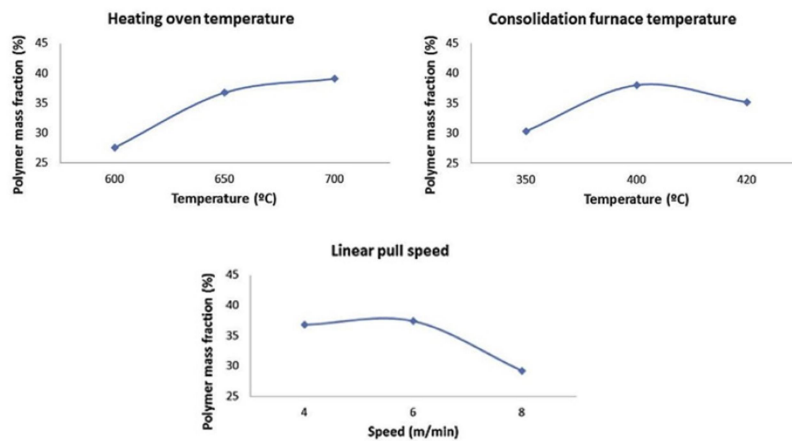 Heating oven temperature
Polymer mass fraction (%)
45
40
35
30
25
600 650 700
Temperature (ºC)
Consolidation furnace temperature
Polymer mass fraction (%)
45
40
35
30
25
350 400 420
Temperature (ºC)
Linear pull speed
Polymer mass fraction (%)
45
40
35
30
25
4 6 8
Speed (m/min)